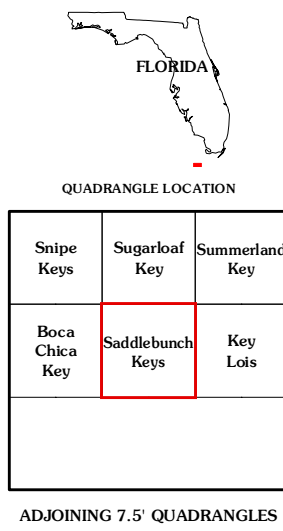 FLORIDA
QUADRANGLE LOCATION
Snipe
Keys
Sugarloaf
Key
Summerland
Key
Boca
Chica
Key
Saddlebunch
Keys
Key
Lois
ADJOINING 7.5' QUADRANGLES